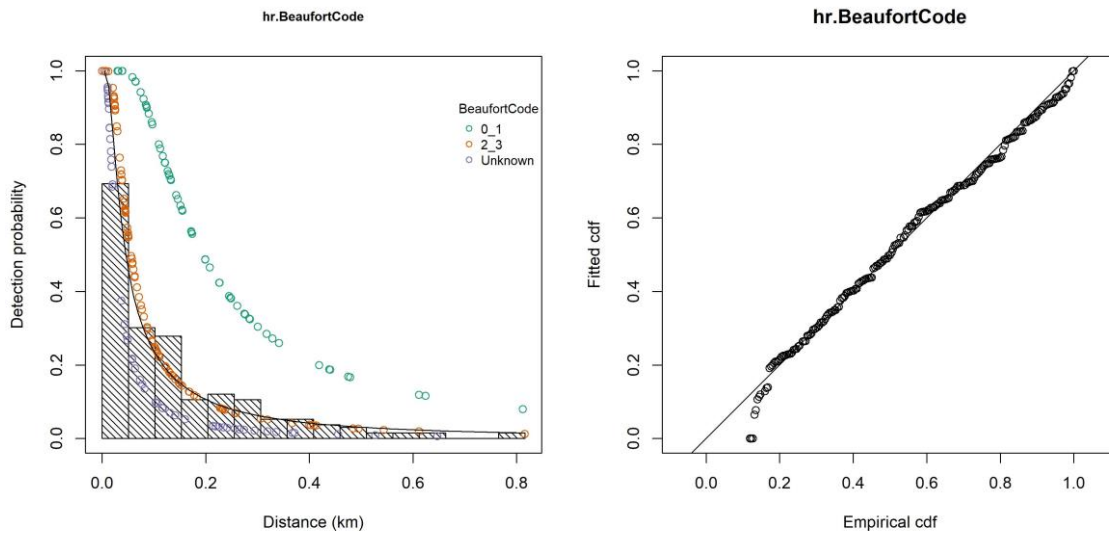 hr.BeaufortCode
Detection probability
1.0
0.8
0.6
0.4
0.2
0.0
BeaufortCode
0_1
2_3
Unknown
0.0 0.2 0.4 0.6 0.8
Distance (km)
hr.BeaufortCode
Fitted cdf
1.0
0.8
0.6
0.4
0.2
0.0
0.0 0.2 0.4 0.6 0.8 1.0
Empirical cdf